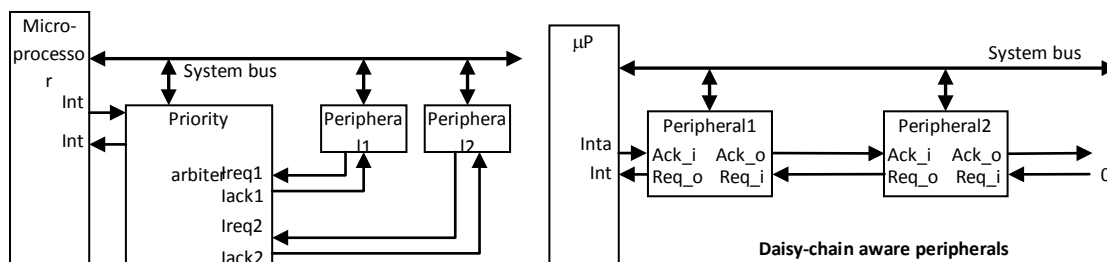 Micro-
processo
r
System bus
Int
Int
Priority
arbiter
Periphera
l1
Periphera
l2
Ireq1
Iack1
Ireq2
Iack2
µP
System bus
Inta
Int
Peripheral1
Ack_i Ack_o
Req_o Req_i
Peripheral2
Ack_i Ack_o
Req_o Req_i
0
Daisy-chain aware peripherals